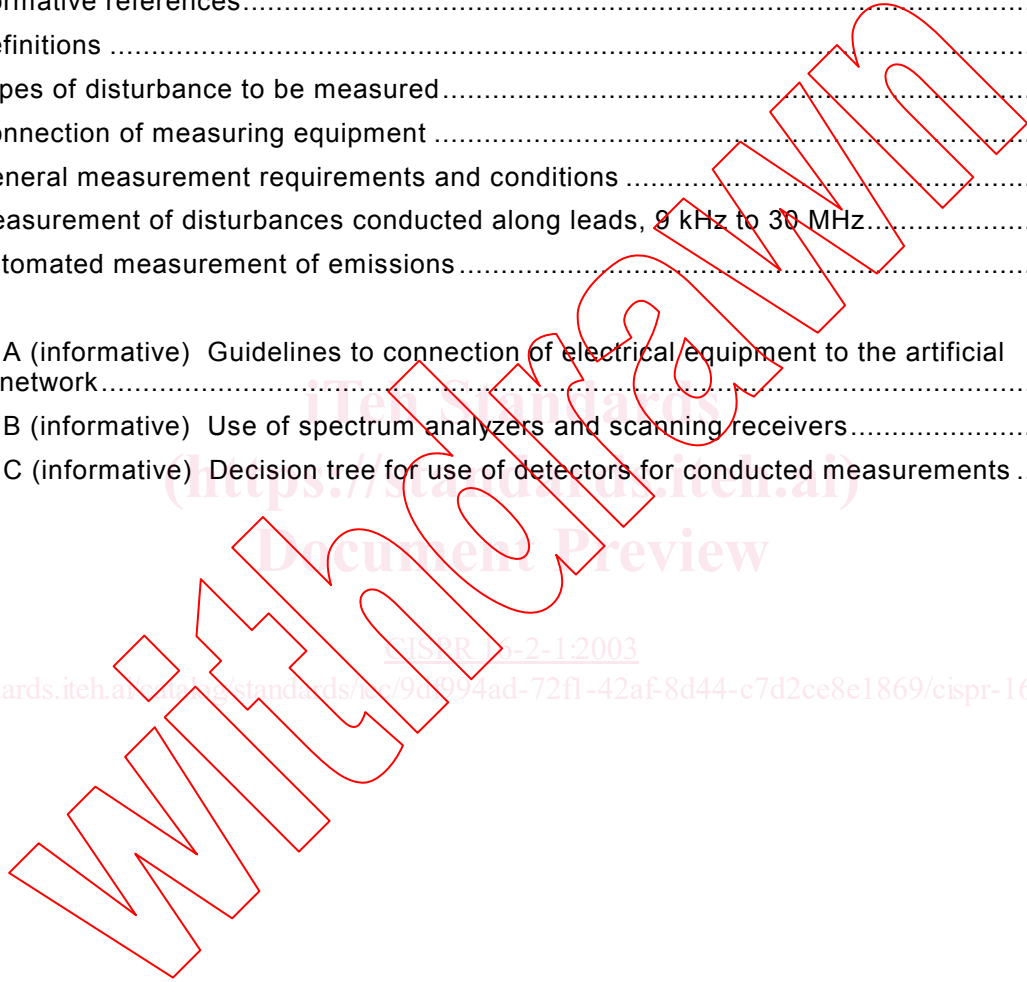 ormative references
efinitions
pes of disturbance to be measured
onnection of measuring equipment
eneral measurement requirements and conditions
easurement of disturbances conducted along leads, 9 kHz to 30 MHz
tomated measurement of emissions
A (informative) Guidelines to connection of electrical equipment to the artificial
network
iTeh Standards
B (informative) Use of spectrum analyzers and scanning receivers
C (informative) Decision tree for use of detectors for conducted measurements
(https://standards.iteh.ai)
Document Preview
CISPR 16-2-1:2003
ards.iteh.ai/catalog/standards/iec/9df994ad-72f1-42af-8d44-c7d2ce8e1869/cispr-16
withdrawn